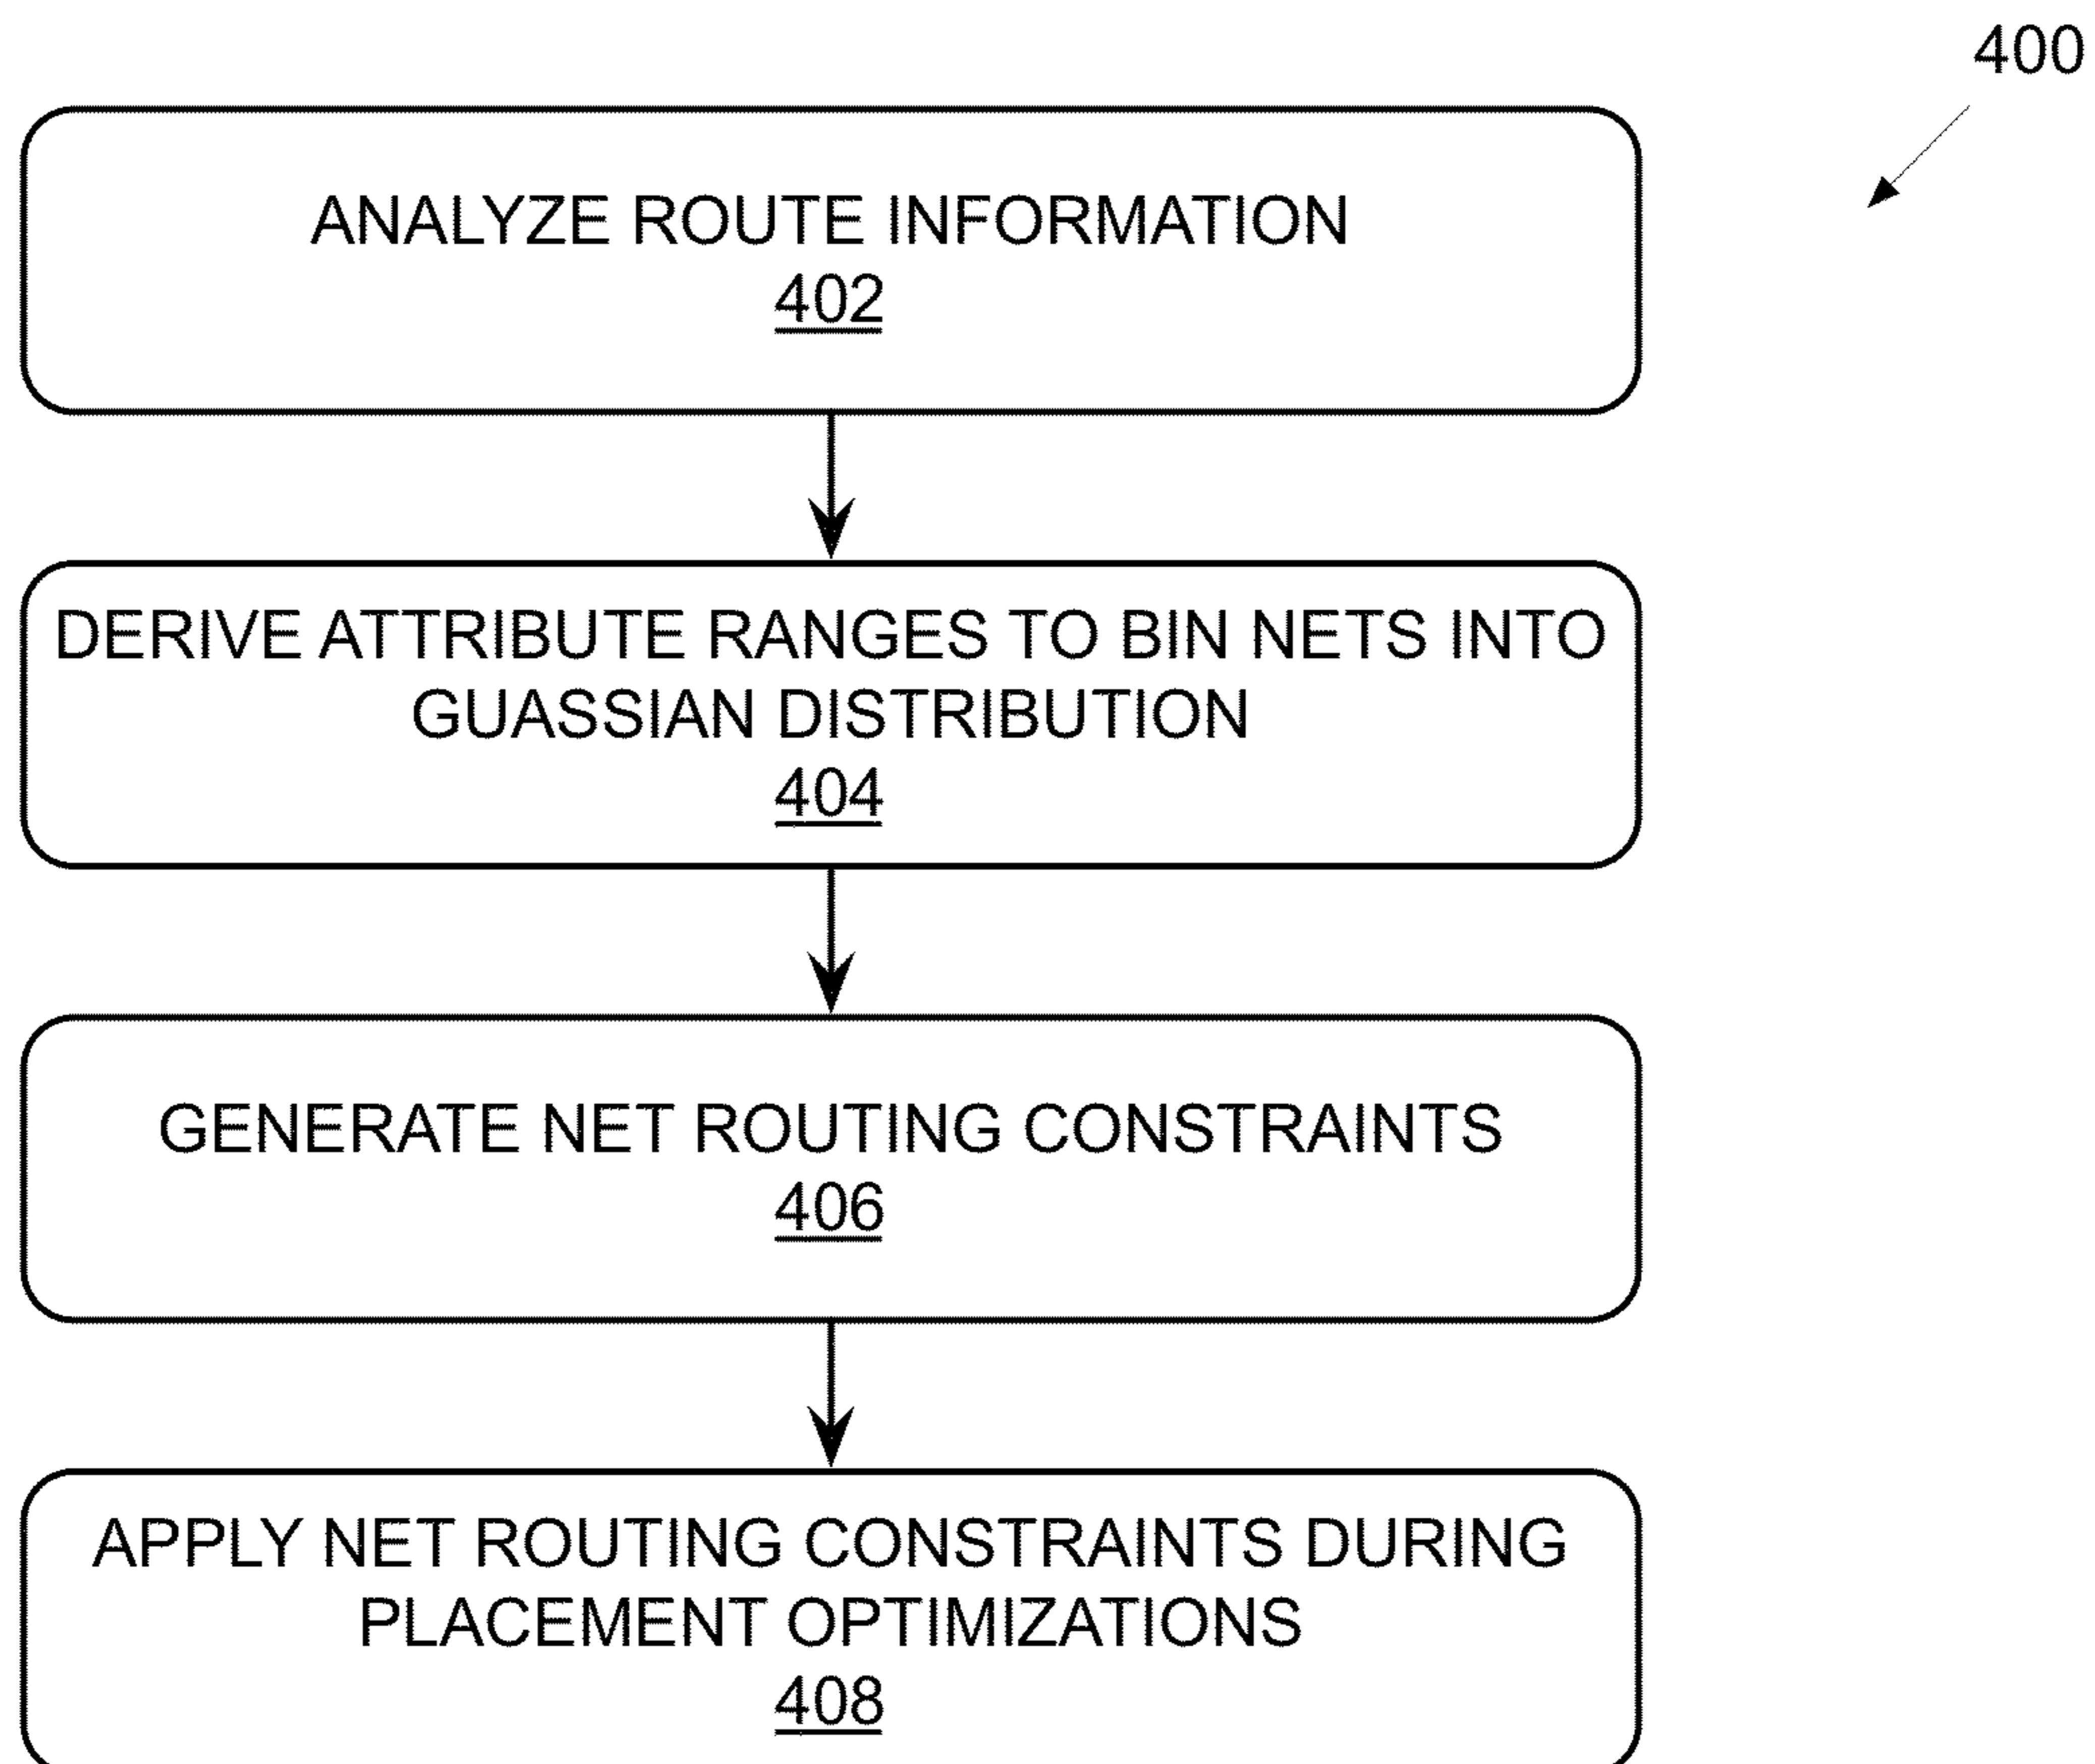 400
ANALYZE ROUTE INFORMATION
402
DERIVE ATTRIBUTE RANGES TO BIN NETS INTO
GUASSIAN DISTRIBUTION
404
GENERATE NET ROUTING CONSTRAINTS
406
APPLY NET ROUTING CONSTRAINTS DURING
PLACEMENT OPTIMIZATIONS
408